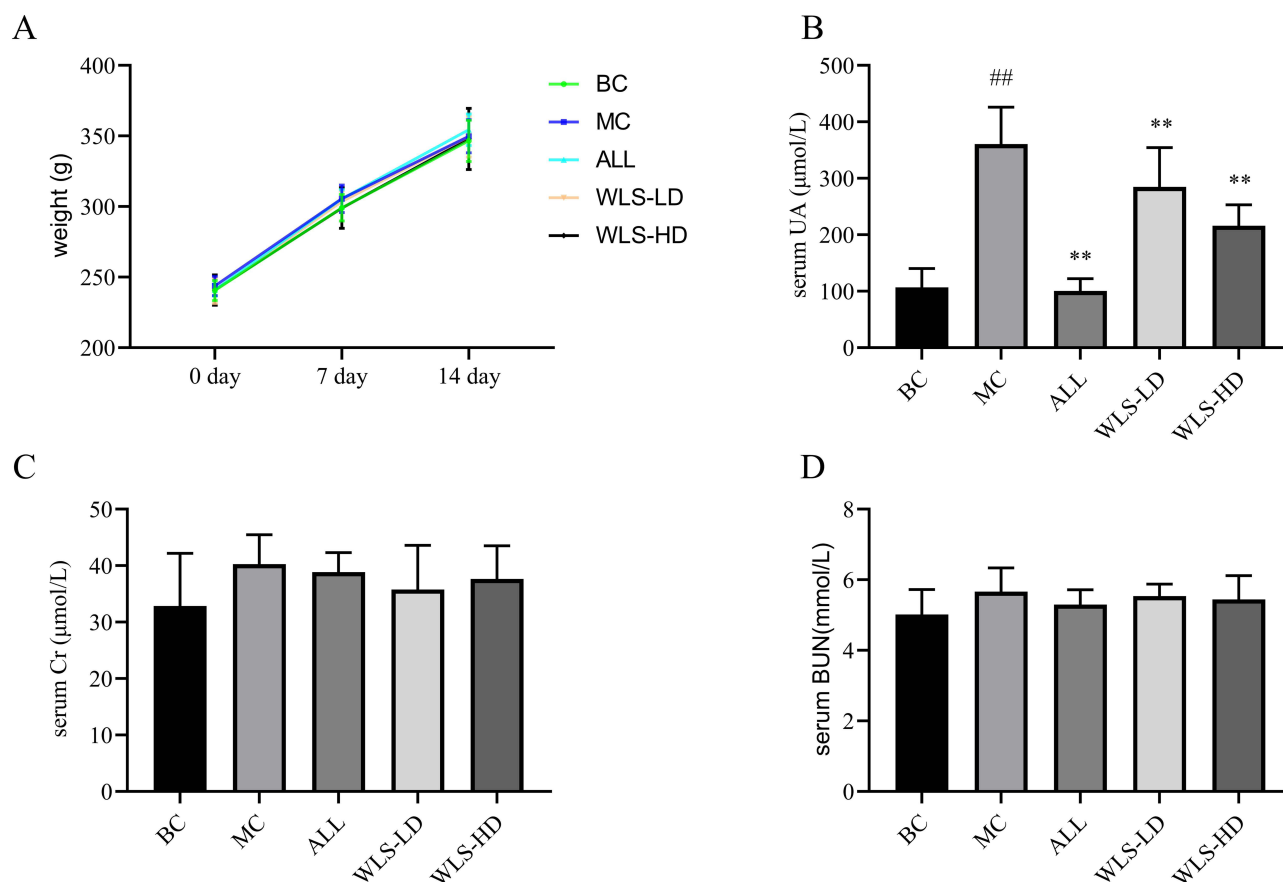 A
weight (g)
400
350
300
250
200
0 day
7 day
14 day
BC
MC
ALL
WLS-LD
WLS-HD
B
serum UA (μmol/L)
500
400
300
200
100
0
##
**
**
**
BC
MC
ALL
WLS-LD
WLS-HD
C
serum Cr (μmol/L)
50
40
30
20
10
0
BC
MC
ALL
WLS-LD
WLS-HD
D
serum BUN(mmol/L)
8
6
4
2
0
BC
MC
ALL
WLS-LD
WLS-HD